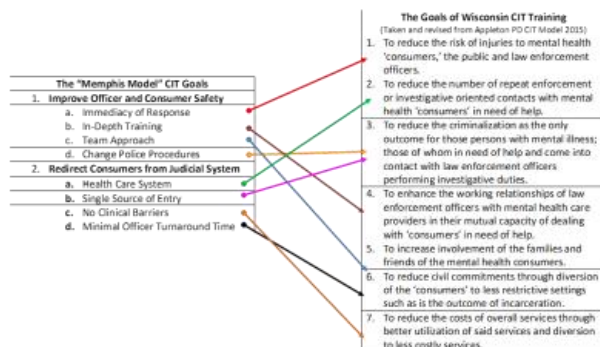 The "Memphis Model" CIT Goals
1. Improve Officer and Consumer Safety
a. Immediacy of Response
b. In-Depth Training
c. Team Approach
d. Change Police Procedures
2. Redirect Consumers from Judicial System
a. Health Care System
b. Single Source of Entry
c. No Clinical Barriers
d. Minimal Officer Turnaround Time
The Goals of Wisconsin CIT Training
(Taken and revised from Appleton PD CIT Model 2015)
1. To reduce the risk of injuries to mental health
'consumers,' the public and law enforcement
officers.
2. To reduce the number of repeat enforcement
or investigative oriented contacts with mental
health 'consumers' in need of help.
3. To reduce the criminalization as the only
outcome for those persons with mental illness;
those of whom in need of help and come into
contact with law enforcement officers
performing investigative duties.
4. To enhance the working relationships of law
enforcement officers with mental health care
providers in their mutual capacity of dealing
with 'consumers' in need of help.
5. To increase involvement of the families and
friends of the mental health consumers.
6. To reduce civil commitments through diversion
of the 'consumers' to less restrictive settings
such as is the outcome of incarceration.
7. To reduce the costs of overall services through
better utilization of said services and diversion
to less costly services.